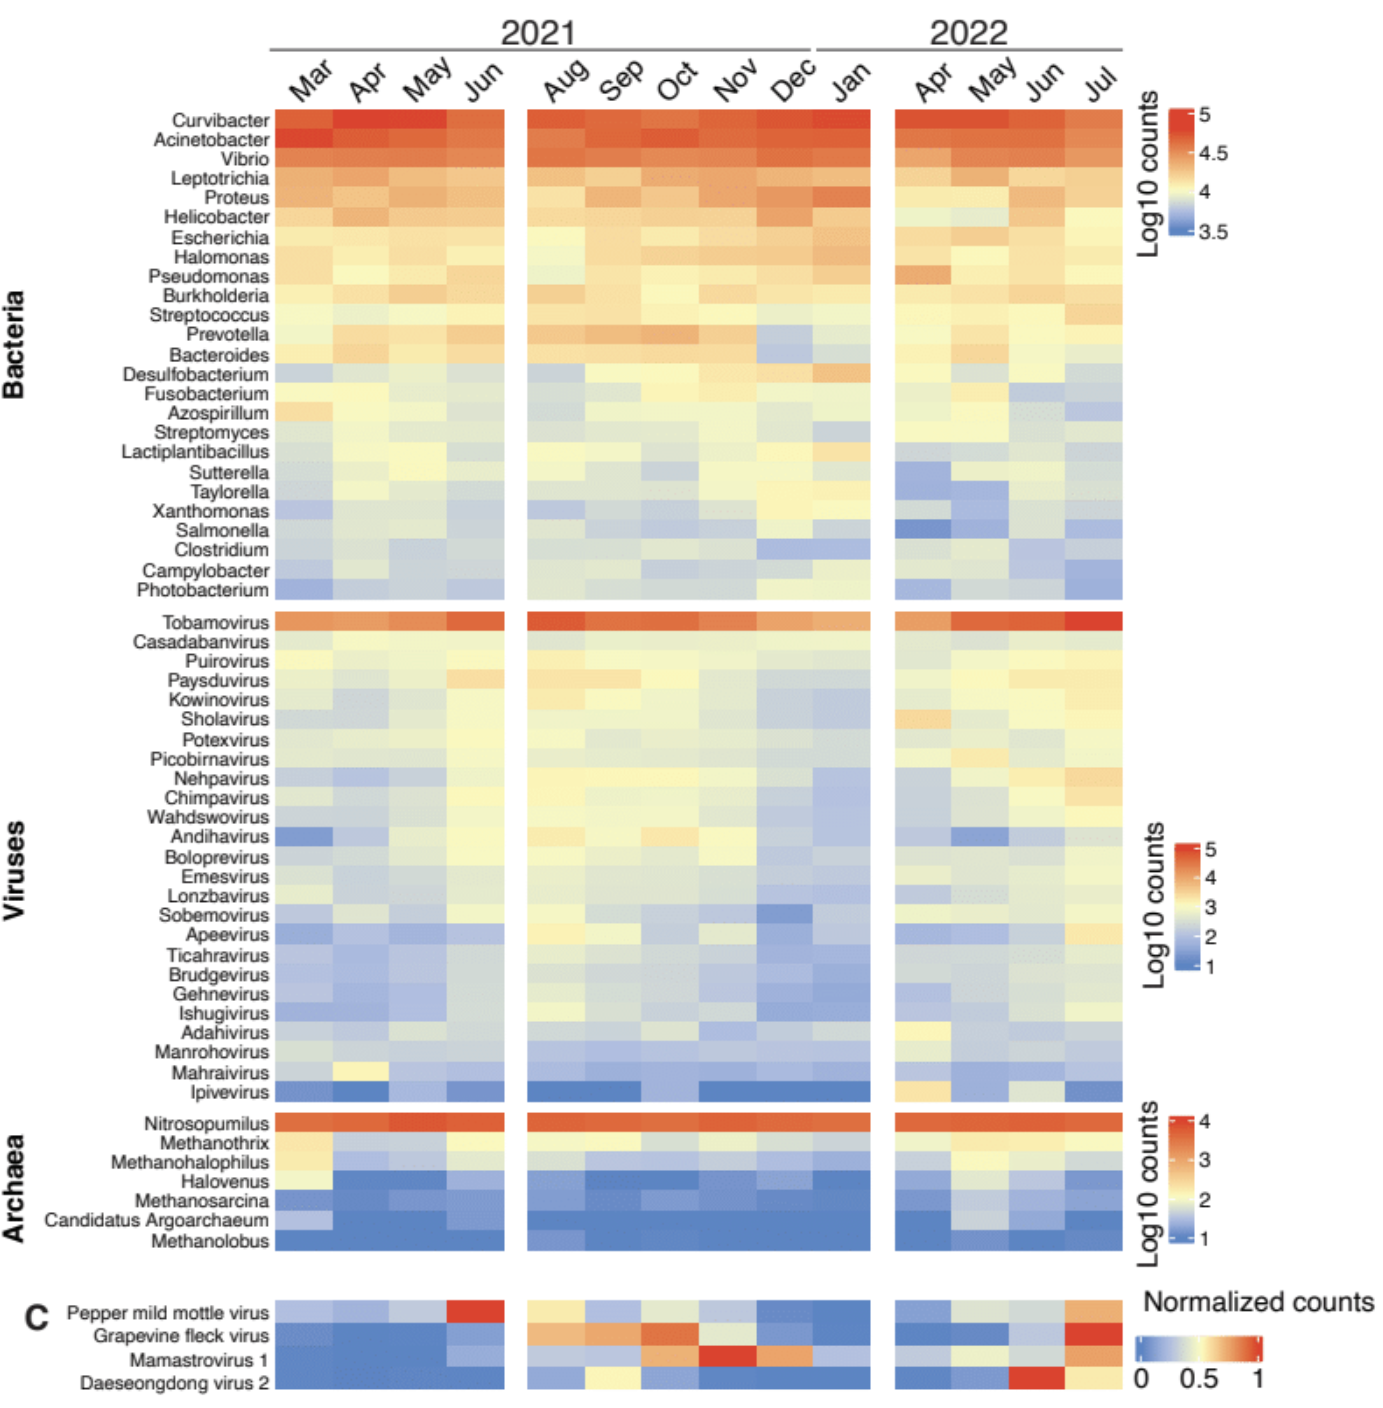 2021
2022
Mar
Apr
May
Jun
Aug
Sep
Oct
Nov
Dec
Jan
Apr
May
Jun
Jul
Bacteria
Curvibacter
Acinetobacter
Vibrio
Leptotrichia
Proteus
Helicobacter
Escherichia
Halomonas
Pseudomonas
Burkholderia
Streptococcus
Prevotella
Bacteroides
Desulfobacterium
Fusobacterium
Azospirillum
Streptomyces
Lactiplantibacillus
Sutterella
Taylorella
Xanthomonas
Salmonella
Clostridium
Campylobacter
Photobacterium
Log10 counts
5
4.5
4
3.5
Viruses
Tobamovirus
Casadabanvirus
Puirovirus
Paysduvirus
Kowinovirus
Sholavirus
Potexvirus
Picobirnavirus
Nehpavirus
Chimpavirus
Wahdswovirus
Andihavirus
Boloprevirus
Emesvirus
Lonzbavirus
Sobemovirus
Apeevirus
Ticahravirus
Brudgevirus
Gehnevirus
Ishugivirus
Adahivirus
Manrohovirus
Mahraivirus
Ipivevirus
Log10 counts
5
4
3
2
1
Archaea
Nitrosopumilus
Methanothrix
Methanohalophilus
Halovenus
Methanosarcina
Candidatus Argoarchaeum
Methanolobus
Log10 counts
4
3
2
1
C
Pepper mild mottle virus
Grapevine fleck virus
Mamastrovirus 1
Daeseongdong virus 2
Normalized counts
0 0.5 1